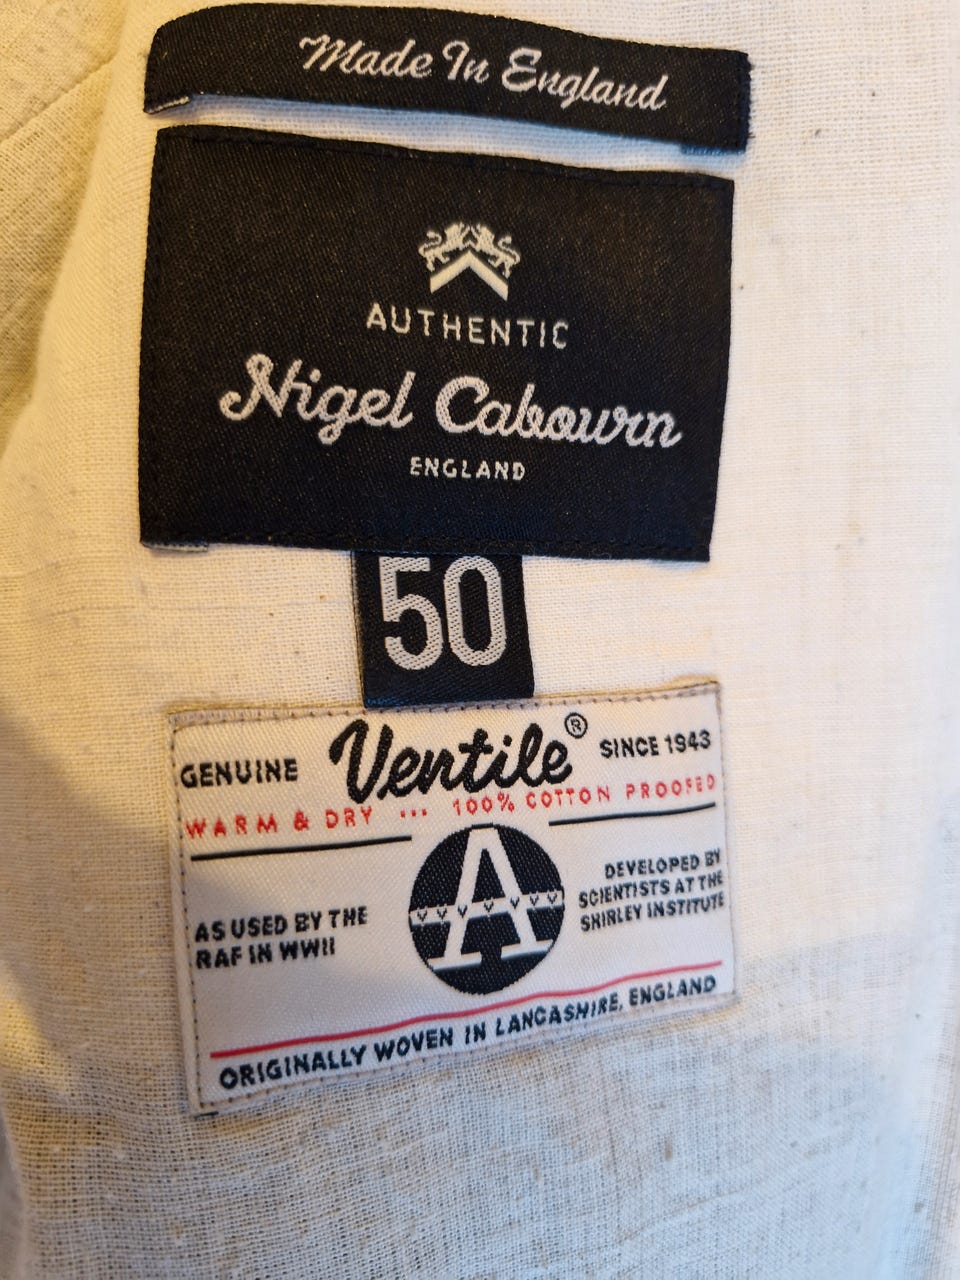 Made In England
AUTHENTIC
Nigel Cabourn
ENGLAND
50
GENUINE Ventile® SINCE 1943
WARM & DRY ... 100% COTTON PROOFED
A
AS USED BY THE
RAF IN WWII
DEVELOPED BY
SCIENTISTS AT THE
SHIRLEY INSTITUTE
ORIGINALLY WOVEN IN LANCASHIRE, ENGLAND